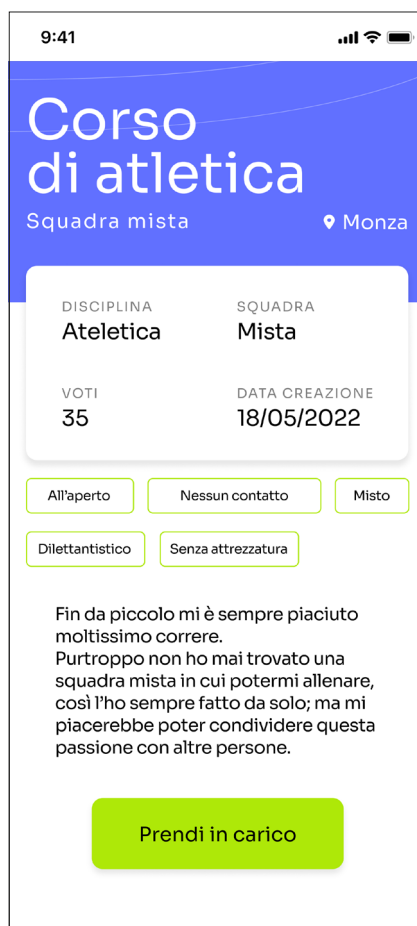 9:41
Corso
di atletica
Squadra mista
Monza
DISCIPLINA
Ateletica
SQUADRA
Mista
VOTI
35
DATA CREAZIONE
18/05/2022
All'aperto
Nessun contatto
Misto
Dilettantistico
Senza attrezzatura
Fin da piccolo mi è sempre piaciuto
moltissimo correre.
Purtroppo non ho mai trovato una
squadra mista in cui potermi allenare,
così l'ho sempre fatto da solo; ma mi
piacerebbe poter condividere questa
passione con altre persone.
Prendi in carico